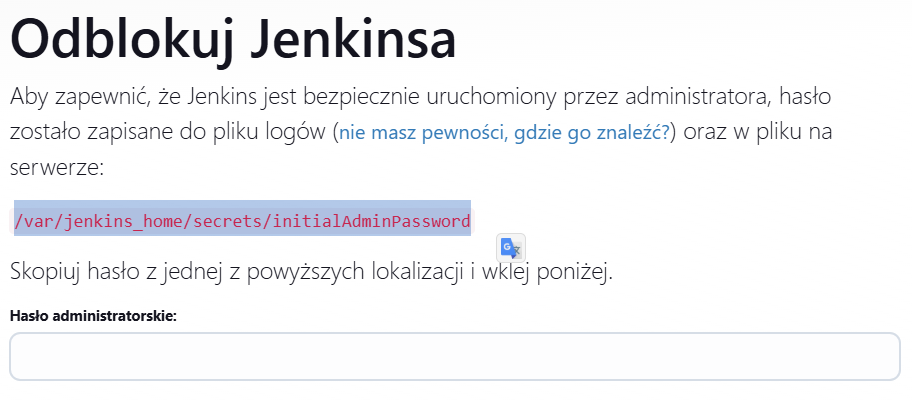 Odblokuj Jenkinsa
Aby zapewnić, że Jenkins jest bezpiecznie uruchomiony przez administratora, hasło
zostało zapisane do pliku logów (nie masz pewności, gdzie go znaleźć?) oraz w pliku na
serwerze:
/var/jenkins_home/secrets/initialAdminPassword
Skopiuj hasło z jednej z powyższych lokalizacji i wklej poniżej.
Hasło administratorskie: